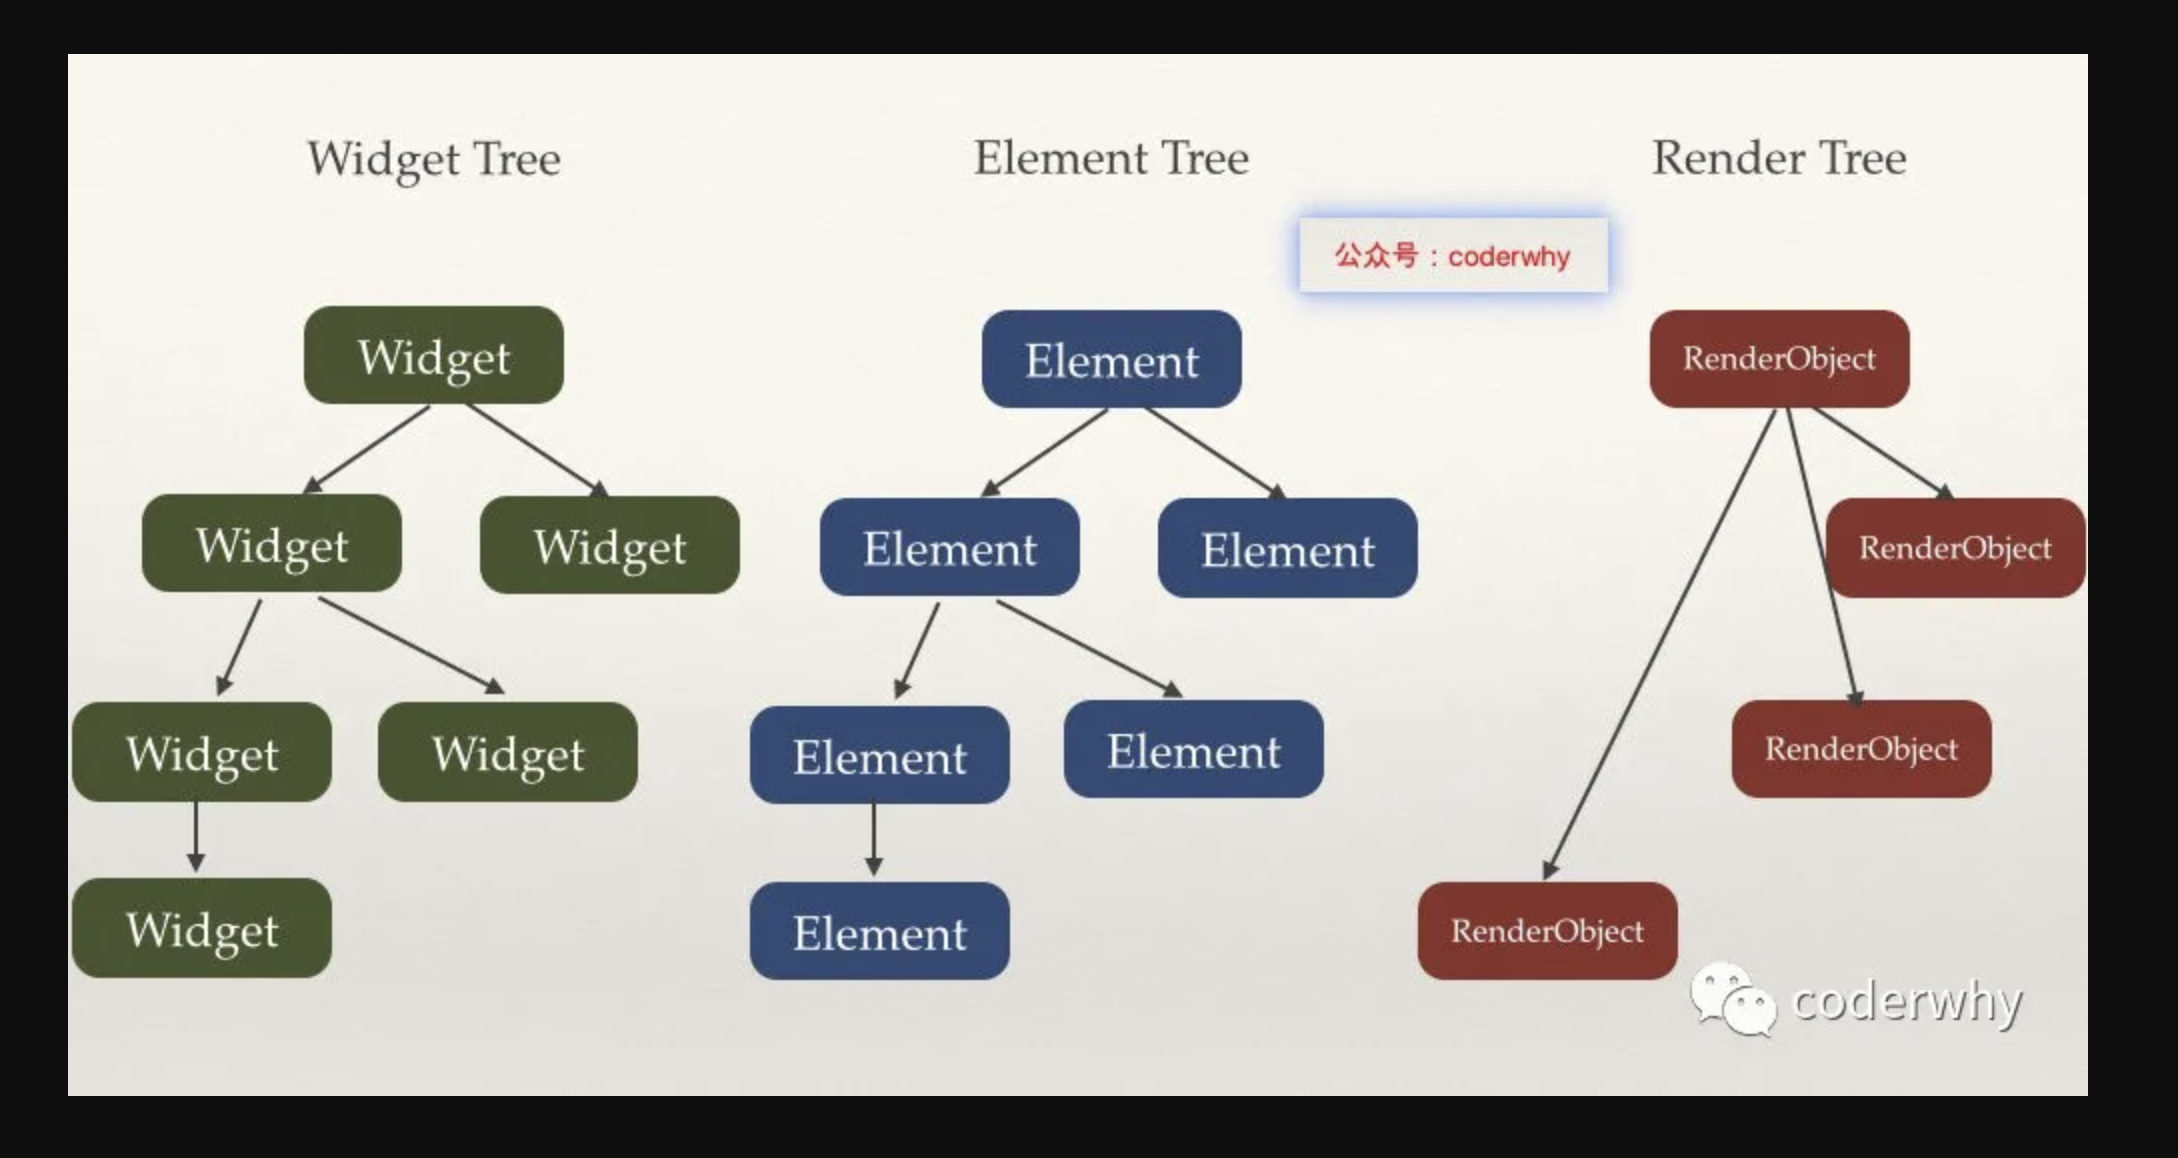 Widget Tree
Element Tree
Render Tree
公众号：coderwhy
Widget
Element
RenderObject
Widget
Widget
Element
Element
RenderObject
Widget
Widget
Element
Element
RenderObject
Widget
Element
RenderObject
coderwhy